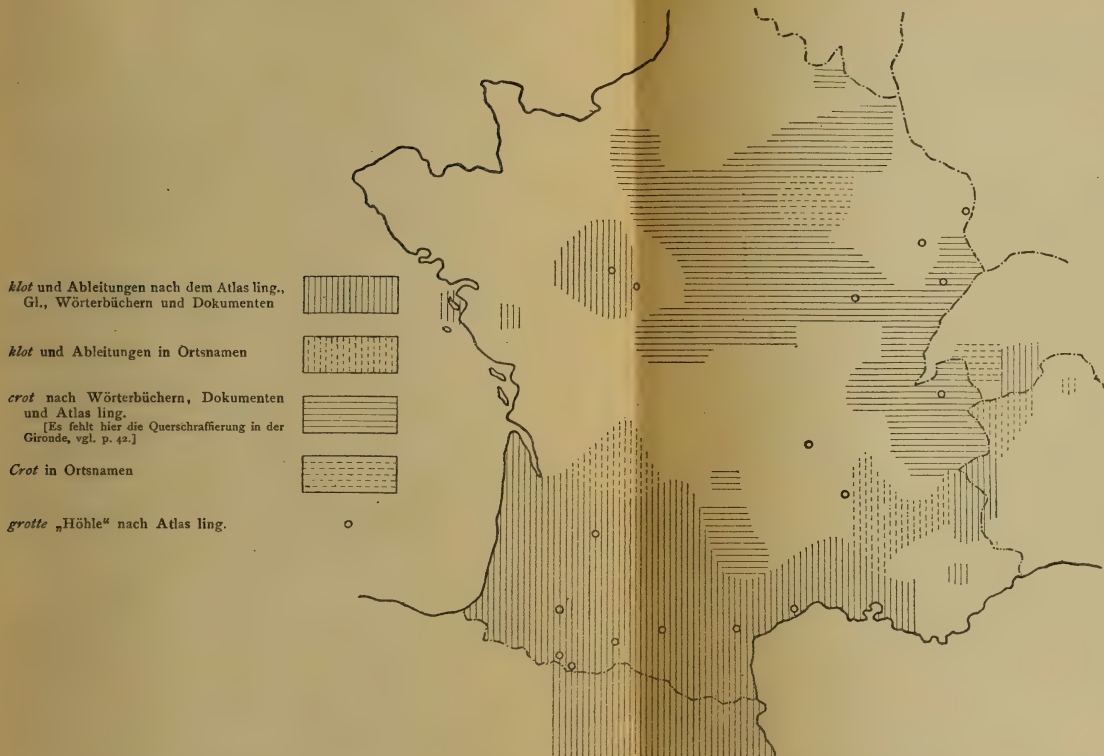 klot und Ableitungen nach dem Atlas ling.,
Gl., Wörterbüchern und Dokumenten
klot und Ableitungen in Ortsnamen
crot nach Wörterbüchern, Dokumenten
und Atlas ling.
[Es fehlt hier die Querschraffierung in der
Gironde, vgl. p. 42.]
Crot in Ortsnamen
grotte „Höhle“ nach Atlas ling.